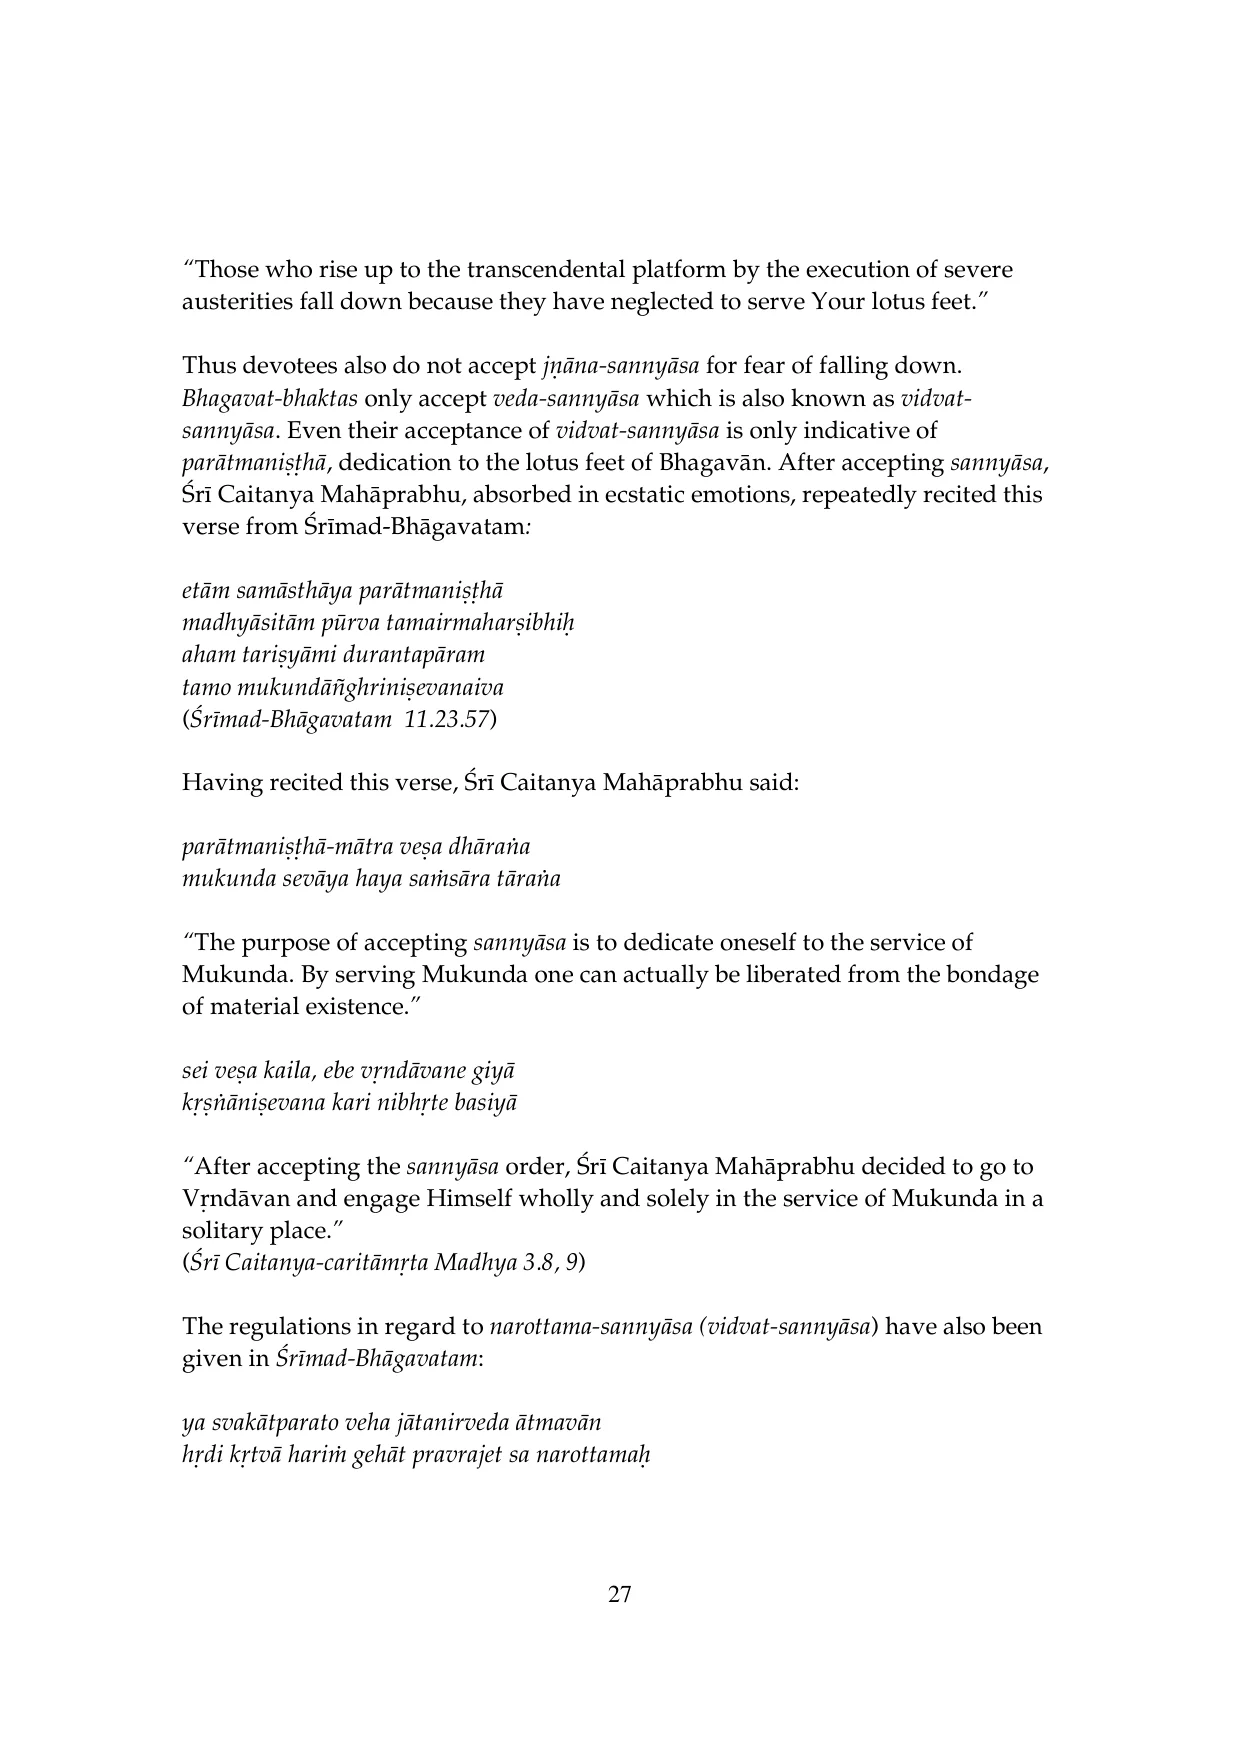 “Those who rise up to the transcendental platform by the execution of severe
austerities fall down because they have neglected to serve Your lotus feet.”
Thus devotees also do not accept jṇāna-sannyāsa for fear of falling down.
Bhagavat-bhaktas only accept veda-sannyāsa which is also known as vidvat-
sannyāsa. Even their acceptance of vidvat-sannyāsa is only indicative of
parātmaniṣṭhā, dedication to the lotus feet of Bhagavān. After accepting sannyāsa,
Śrī Caitanya Mahāprabhu, absorbed in ecstatic emotions, repeatedly recited this
verse from Śrīmad-Bhāgavatam:
etām samāsthāya parātmaniṣṭhā
madhyāsitām pūrva tamairmaharṣibhiḥ
aham tariṣyāmi durantapāram
tamo mukundāñghriniṣevanaiva
(Śrīmad-Bhāgavatam 11.23.57)
Having recited this verse, Śrī Caitanya Mahāprabhu said:
parātmaniṣṭhā-mātra veṣa dhāraṅa
mukunda sevāya haya saṁsāra tāraṅa
“The purpose of accepting sannyāsa is to dedicate oneself to the service of
Mukunda. By serving Mukunda one can actually be liberated from the bondage
of material existence.”
sei veṣa kaila, ebe vṛndāvane giyā
kṛṣṅāniṣevana kari nibhṛte basiyā
“After accepting the sannyāsa order, Śrī Caitanya Mahāprabhu decided to go to
Vṛndāvan and engage Himself wholly and solely in the service of Mukunda in a
solitary place.”
(Śrī Caitanya-caritāmṛta Madhya 3.8, 9)
The regulations in regard to narottama-sannyāsa (vidvat-sannyāsa) have also been
given in Śrīmad-Bhāgavatam:
ya svakātparato veha jātanirveda ātmavān
hṛdi kṛtvā hariṁ gehāt pravrajet sa narottamaḥ
27